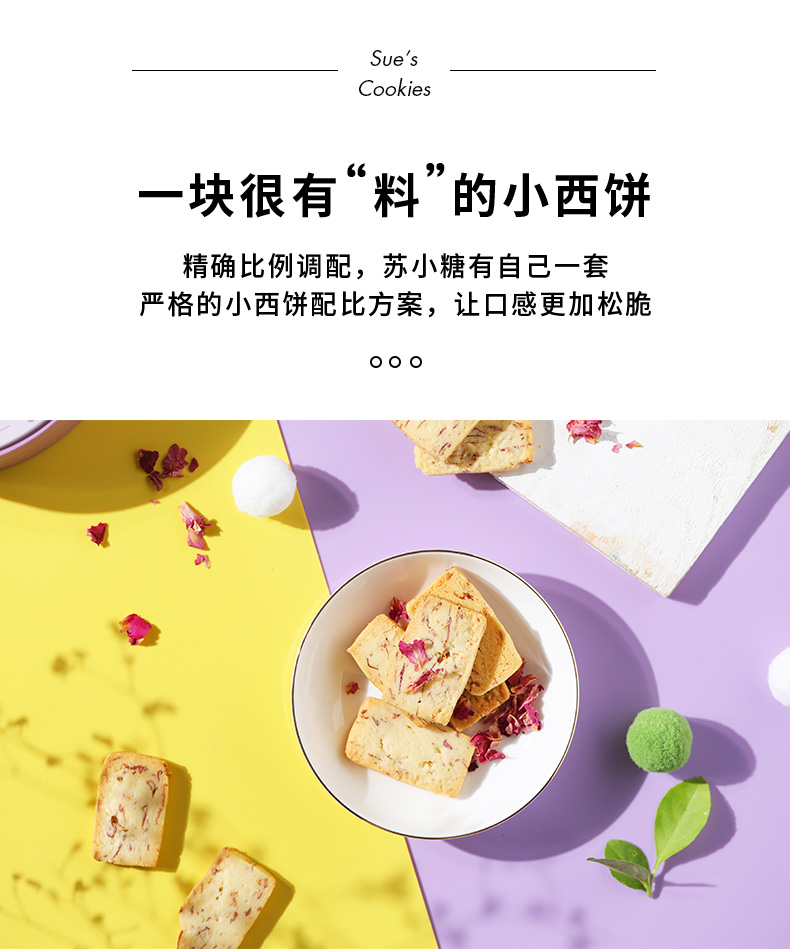 Sue's
Cookies
一块很有“料”的小西饼
精确比例调配，苏小糖有自己一套
严格的小西饼配比方案，让口感更加松脆